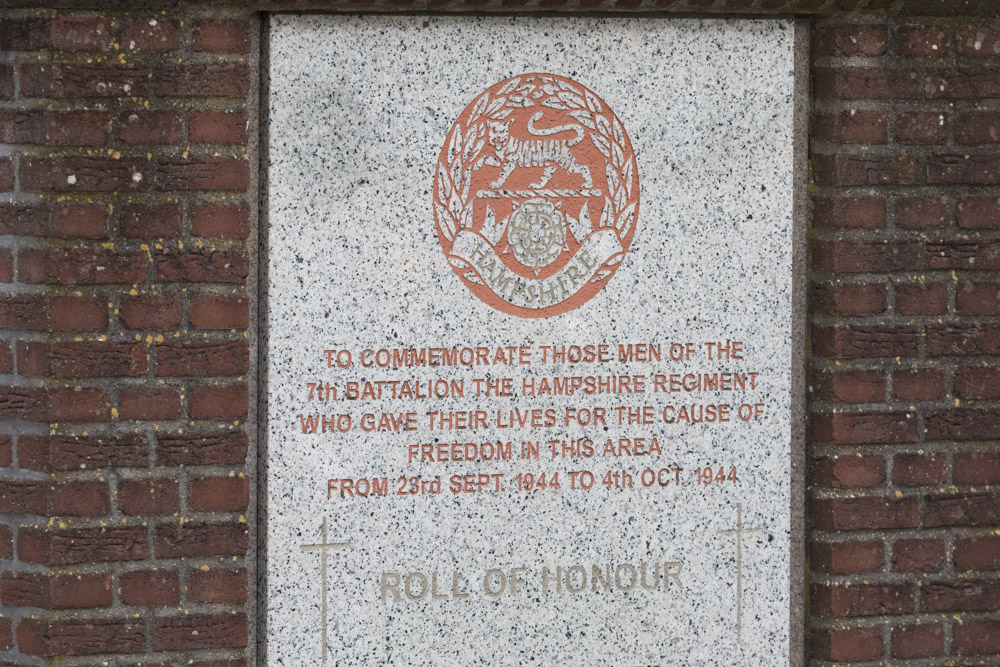 HAMPSHIRE
TO COMMEMORATE THOSE MEN OF THE
7th BATTALION THE HAMPSHIRE REGIMENT
WHO GAVE THEIR LIVES FOR THE CAUSE OF
FREEDOM IN THIS AREA
FROM 23rd SEPT. 1944 TO 4th OCT. 1944
ROLL OF HONOUR